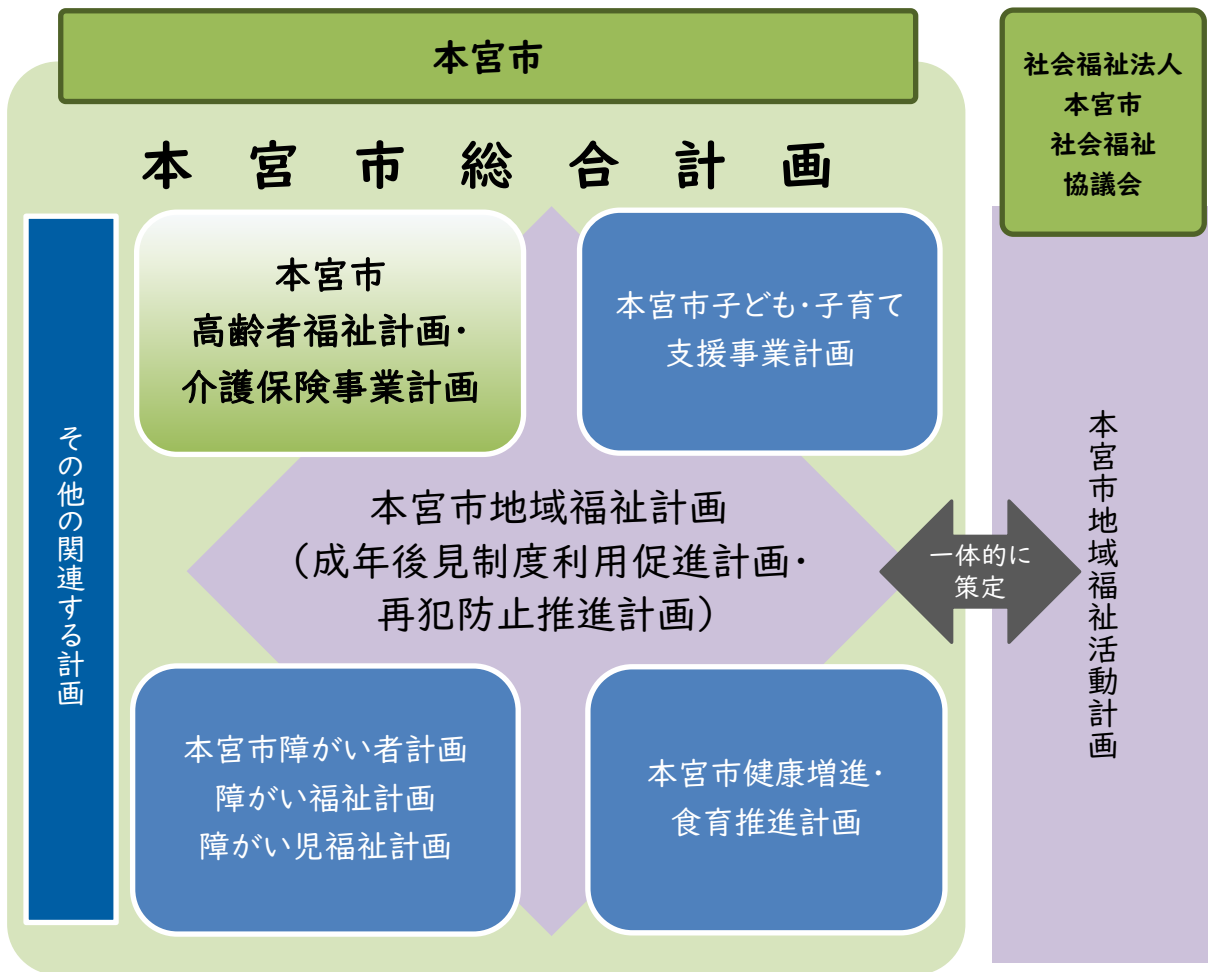 本宮市
本宮市総合計画
本宮市
高齢者福祉計画・
介護保険事業計画
本宮市子ども・子育て
支援事業計画
その他の関連する計画
本宮市地域福祉計画
（成年後見制度利用促進計画・
再犯防止推進計画）
本宮市障がい者計画
障がい福祉計画
障がい児福祉計画
本宮市健康増進・
食育推進計画
一体的に
策定
社会福祉法人
本宮市
社会福祉
協議会
本宮市地域福祉活動計画